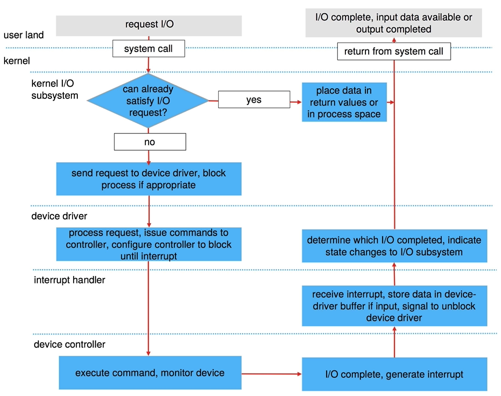 request I/O
I/O complete, input data available or
output completed
user land
system call
return from system call
kernel
kernel I/O
subsystem
can already
satisfy I/O
request?
yes
place data in
return values or
in process space
no
send request to device driver, block
process if appropriate
device driver
process request, issue commands to
controller, configure controller to block
until interrupt
determine which I/O completed, indicate
state changes to I/O subsystem
interrupt handler
receive interrupt, store data in device-
driver buffer if input, signal to unblock
device driver
device controller
execute command, monitor device
I/O complete, generate interrupt